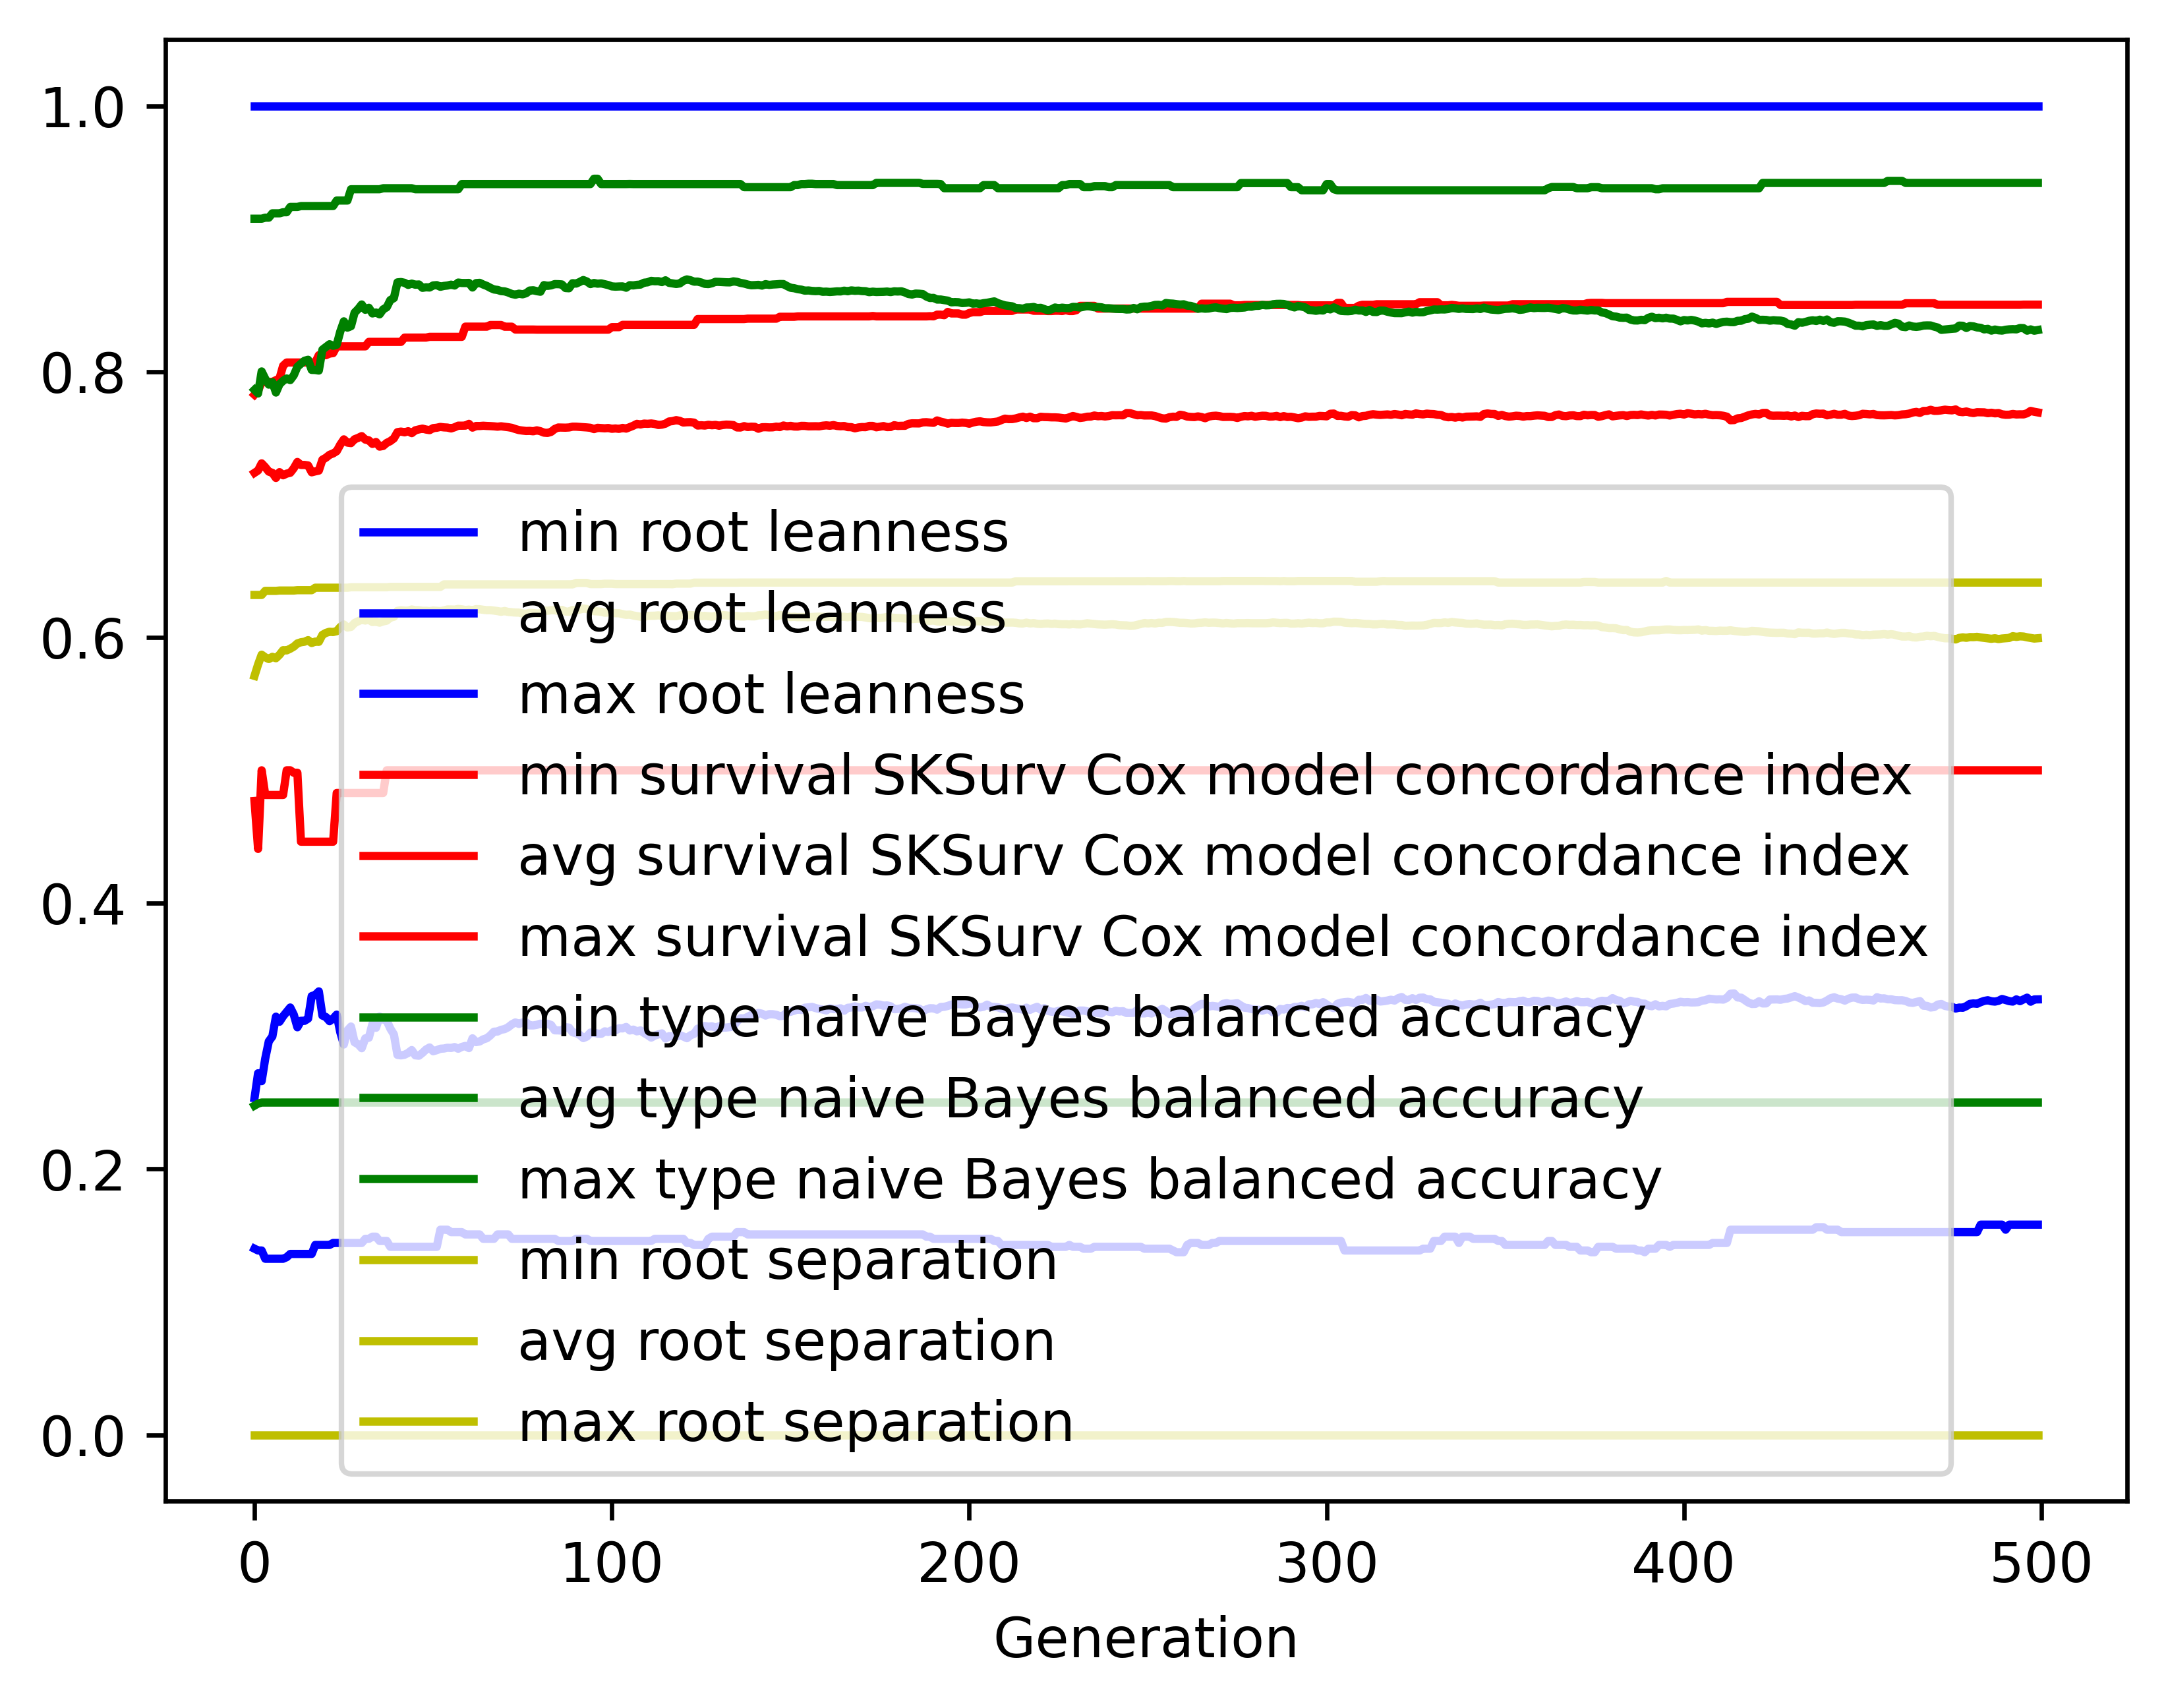 1.0
0.8
0.6
0.4
0.2
0.0
min root leanness
avg root leanness
max root leanness
min survival SKSurv Cox model concordance index
avg survival SKSurv Cox model concordance index
max survival SKSurv Cox model concordance index
min type naive Bayes balanced accuracy
avg type naive Bayes balanced accuracy
max type naive Bayes balanced accuracy
min root separation
avg root separation
max root separation
0 100 200 300 400 500
Generation